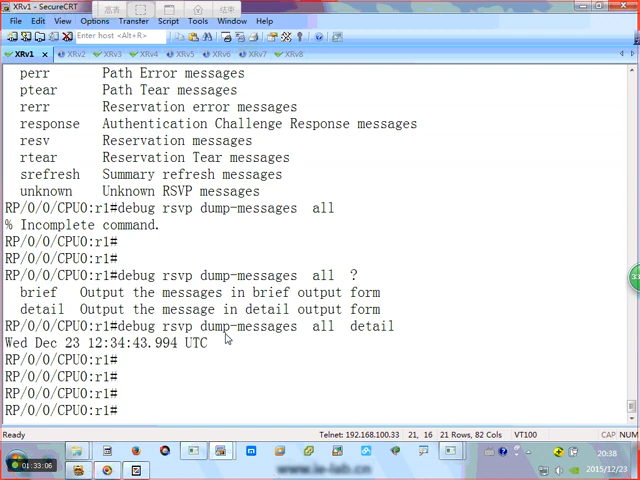 XRv1 - SecureCRT
File Edit View Options Transfer Script Tools Window Help
Enter host <Alt+R>
XRv1 XRv2 XRv3 XRv4 XRv5 XRv6 XRv7 XRv8
perr Path Error messages
ptear Path Tear messages
rerr Reservation error messages
response Authentication Challenge Response messages
resv Reservation messages
rtear Reservation Tear messages
srefresh Summary refresh messages
unknown Unknown RSVP messages
RP/0/0/CPU0:r1#debug rsvp dump-messages all
% Incomplete command.
RP/0/0/CPU0:r1#
RP/0/0/CPU0:r1#
RP/0/0/CPU0:r1#debug rsvp dump-messages all ?
brief Output the messages in brief output form
detail Output the message in detail output form
RP/0/0/CPU0:r1#debug rsvp dump-messages all detail
Wed Dec 23 12:34:43.994 UTC
RP/0/0/CPU0:r1#
RP/0/0/CPU0:r1#
RP/0/0/CPU0:r1#
RP/0/0/CPU0:r1#
Ready Telnet: 192.168.100.33 21, 16 21 Rows, 82 Cols VT100 CAP NUM
01:33:06
www.ie-lab.cn
20:38
2015/12/23